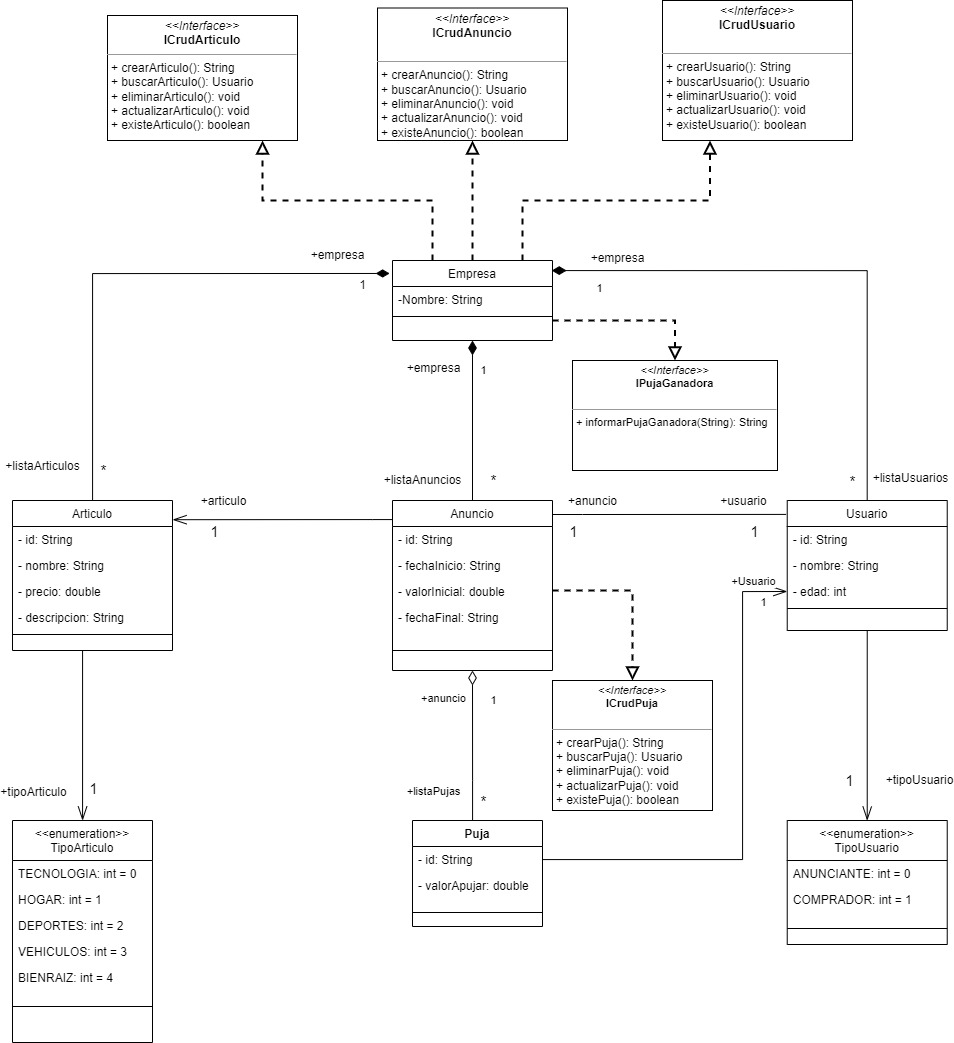 <<Interface>>
ICrudArticulo
+ crearArticulo(): String
+ buscarArticulo(): Usuario
+ eliminarArticulo(): void
+ actualizarArticulo(): void
+ existeArticulo(): boolean
<<Interface>>
ICrudAnuncio
+ crearAnuncio(): String
+ buscarAnuncio(): Usuario
+ eliminarAnuncio(): void
+ actualizarAnuncio(): void
+ existeAnuncio(): boolean
<<Interface>>
ICrudUsuario
+ crearUsuario(): String
+ buscarUsuario(): Usuario
+ eliminarUsuario(): void
+ actualizarUsuario(): void
+ existeUsuario(): boolean
+empresa
1
Empresa
-Nombre: String
+empresa
1
+empresa
1
<<Interface>>
IPujaGanadora
+ informarPujaGanadora(String): String
+listaArticulos
*
+listaAnuncios
*
*
+listaUsuarios
Articulo
- id: String
- nombre: String
- precio: double
- descripcion: String
+articulo
1
Anuncio
- id: String
- fechaInicio: String
- valorInicial: double
- fechaFinal: String
+anuncio
1
+usuario
1
Usuario
- id: String
- nombre: String
- edad: int
+Usuario
1
+anuncio
1
<<Interface>>
ICrudPuja
+ crearPuja(): String
+ buscarPuja(): Usuario
+ eliminarPuja(): void
+ actualizarPuja(): void
+ existePuja(): boolean
+tipoArticulo
1
+listaPujas
*
1
+tipoUsuario
<<enumeration>>
TipoArticulo
TECNOLOGIA: int = 0
HOGAR: int = 1
DEPORTES: int = 2
VEHICULOS: int = 3
BIENRAIZ: int = 4
Puja
- id: String
- valorApujar: double
<<enumeration>>
TipoUsuario
ANUNCIANTE: int = 0
COMPRADOR: int = 1